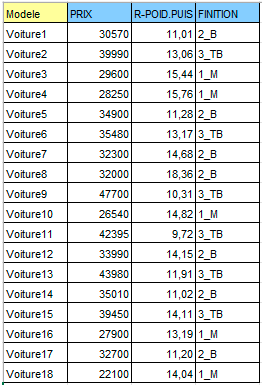 Modele PRIX R-POID.PUIS FINITION
Voiture1 30570 11,01 2_B
Voiture2 39990 13,06 3_TB
Voiture3 29600 15,44 1_M
Voiture4 28250 15,76 1_M
Voiture5 34900 11,28 2_B
Voiture6 35480 13,17 3_TB
Voiture7 32300 14,68 2_B
Voiture8 32000 18,36 2_B
Voiture9 47700 10,31 3_TB
Voiture10 26540 14,82 1_M
Voiture11 42395 9,72 3_TB
Voiture12 33990 14,15 2_B
Voiture13 43980 11,91 3_TB
Voiture14 35010 11,02 2_B
Voiture15 39450 14,11 3_TB
Voiture16 27900 13,19 1_M
Voiture17 32700 11,20 2_B
Voiture18 22100 14,04 1_M